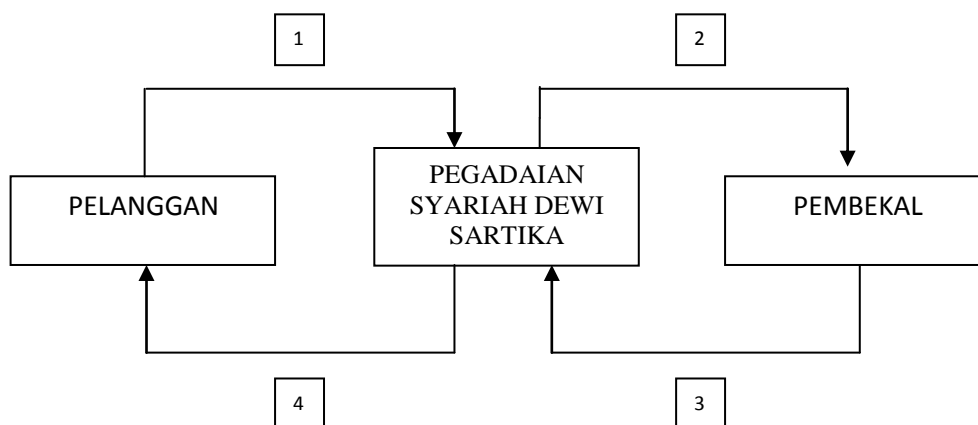 1
2
PELANGGAN
PEGADAIAN
SYARIAH DEWI
SARTIKA
PEMBEKAL
4
3